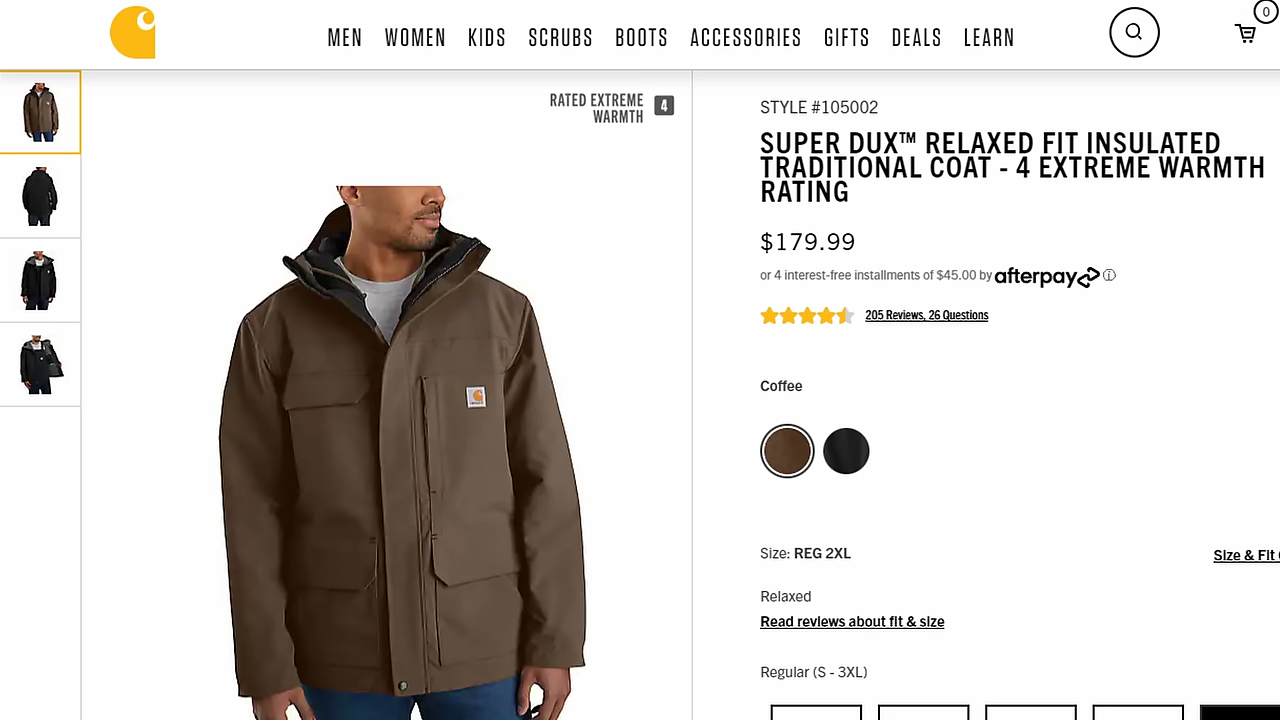 MEN WOMEN KIDS SCRUBS BOOTS ACCESSORIES GIFTS DEALS LEARN
0
RATED EXTREME
WARMTH
4
STYLE #105002
SUPER DUX™ RELAXED FIT INSULATED
TRADITIONAL COAT - 4 EXTREME WARMTH
RATING
$179.99
or 4 interest-free installments of $45.00 by afterpay
205 Reviews, 26 Questions
Coffee
Size: REG 2XL
Size & Fit
Relaxed
Read reviews about fit & size
Regular (S - 3XL)